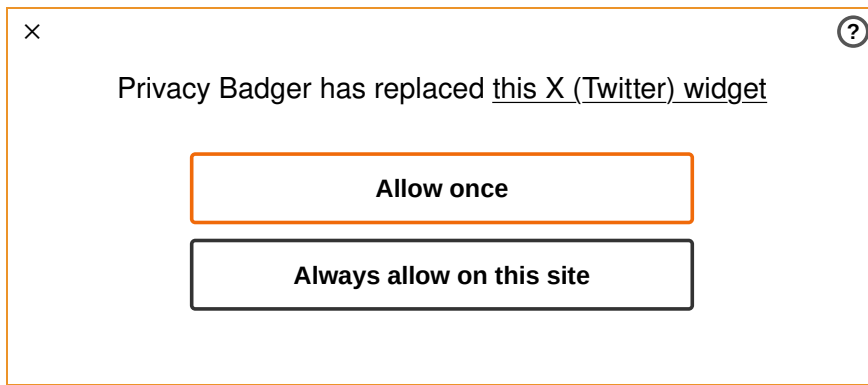 ×
?
Privacy Badger has replaced this X (Twitter) widget
Allow once
Always allow on this site